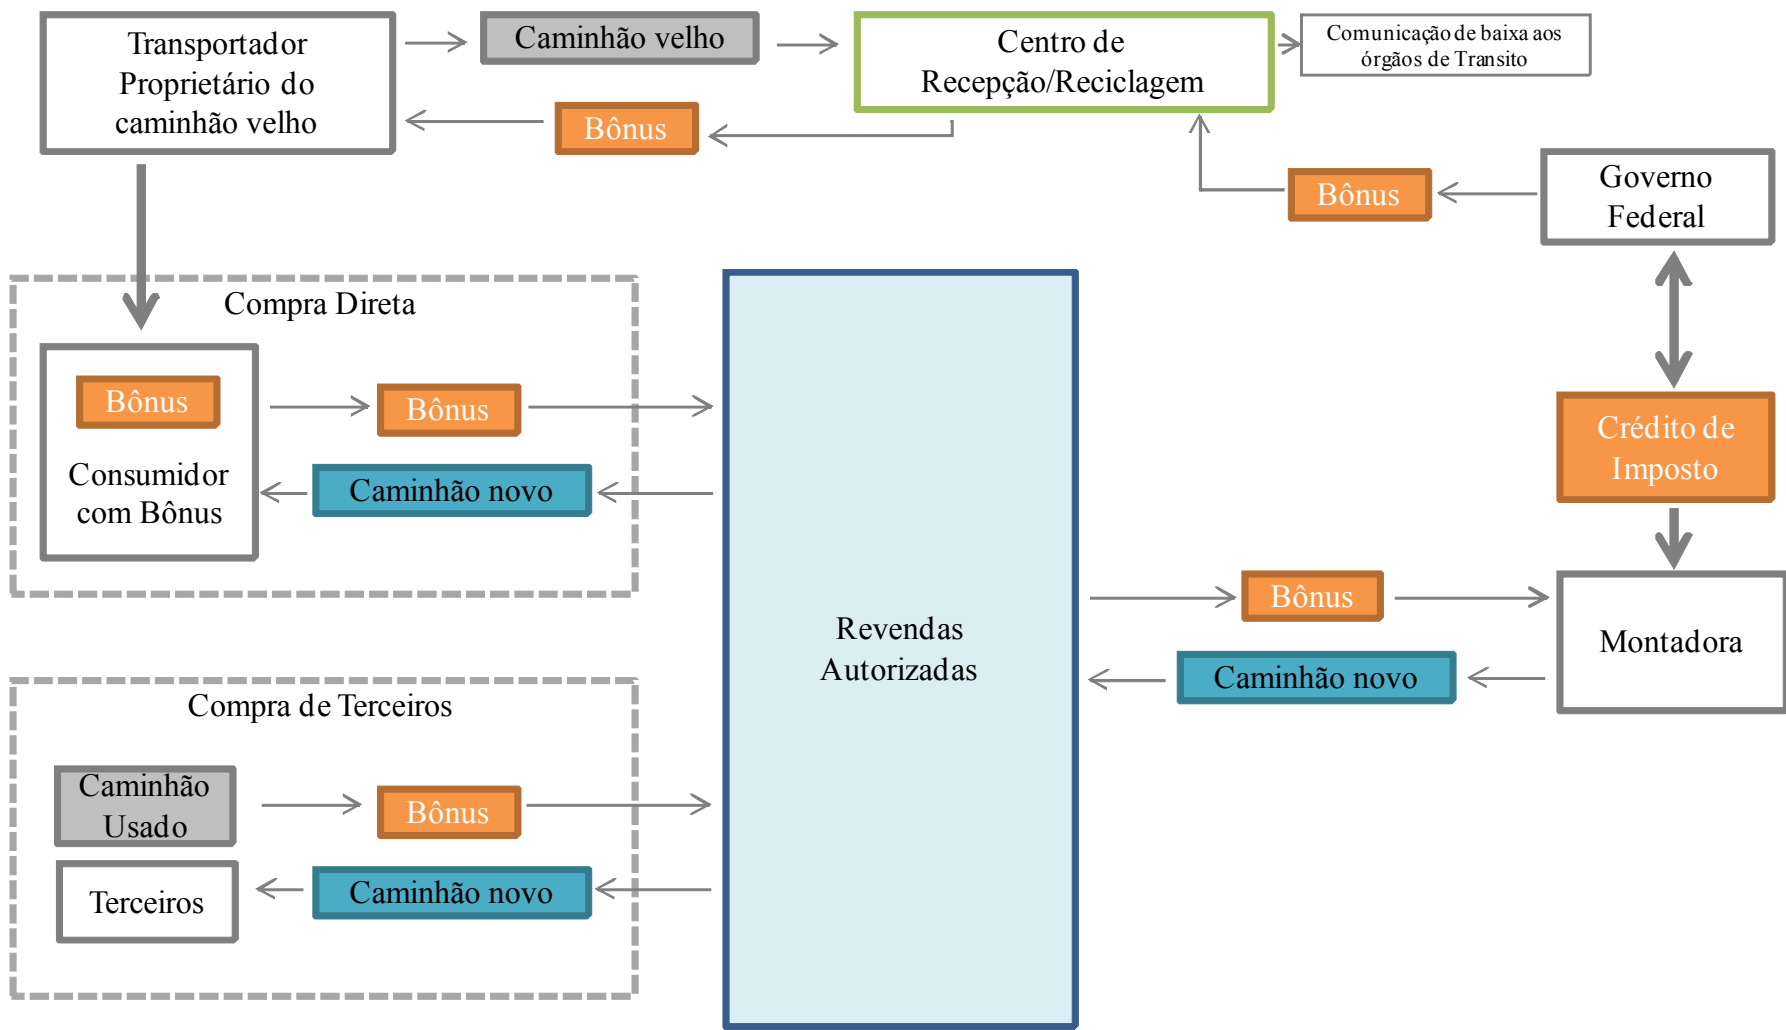 Transportador
Proprietário do
caminhão velho
Caminhão velho
Centro de
Recepção/Reciclagem
Comunicação de baixa aos
órgãos de Transito
Bônus
Bônus
Governo
Federal
Compra Direta
Bônus
Consumidor
com Bônus
Bônus
Caminhão novo
Crédito de
Imposto
Revendas
Autorizadas
Bônus
Caminhão novo
Montadora
Compra de Terceiros
Caminhão
Usado
Bônus
Terceiros
Caminhão novo